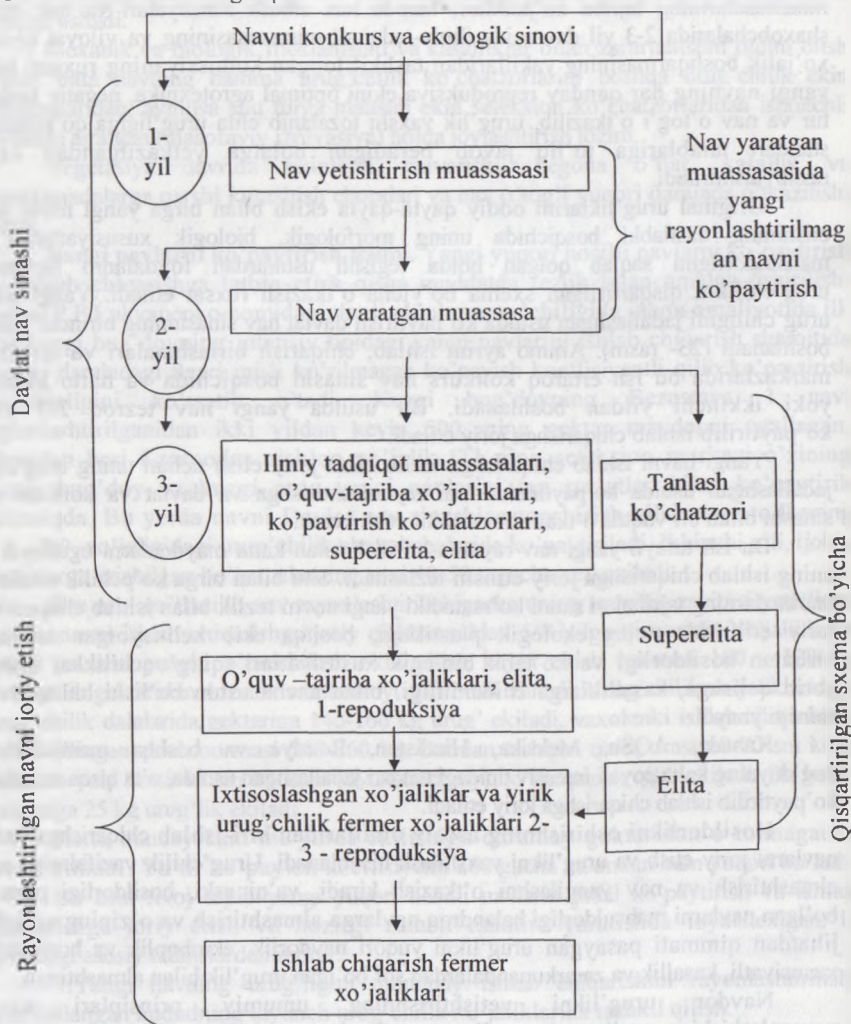 Navni konkurs va ekologik sinovi
1-
yil
Nav yetishtirish muassasasi
Nav yaratgan
muassasasida
yangi
rayonlashtirilmag
an navni
ko'paytirish
Davlat nav sinashi
2-
yil
Nav yaratgan muassasa
3-
yil
Ilmiy tadqiqot muassasalari,
o'quv-tajriba xo'jaliklari,
ko'paytirish ko'chatzorlari,
superelita, elita
Tanlash
ko'chatzori
Superelita
Qisqartirilgan sxema bo'yicha
Rayonlashtirilgan navni joriy etish
O'quv –tajriba xo'jaliklari, elita,
1-repoduksiya
Ixtisoslashgan xo'jaliklar va yirik
urug'chilik fermer xo'jaliklari 2-
3 - reproduksiya
Elita
Ishlab chiqarish fermer
xo'jaliklari